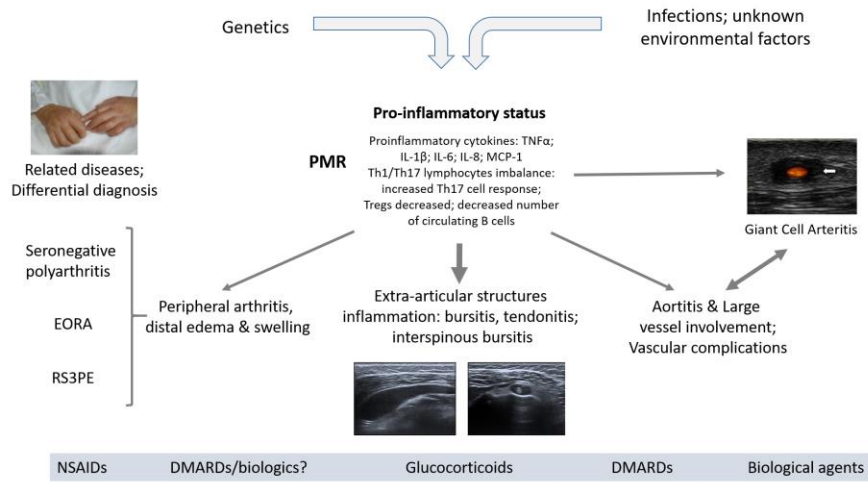 Genetics
Infections; unknown
environmental factors
Pro-inflammatory status
Proinflammatory cytokines: TNFα;
IL-1β; IL-6; IL-8; MCP-1
Th1/Th17 lymphocytes imbalance:
increased Th17 cell response;
Tregs decreased; decreased number
of circulating B cells
PMR
Related diseases;
Differential diagnosis
Giant Cell Arteritis
Seronegative
polyarthritis
EORA
RS3PE
Peripheral arthritis,
distal edema & swelling
Extra-articular structures
inflammation: bursitis, tendonitis;
interspinous bursitis
Aortitis & Large
vessel involvement;
Vascular complications
NSAIDs
DMARDs/biologics?
Glucocorticoids
DMARDs
Biological agents